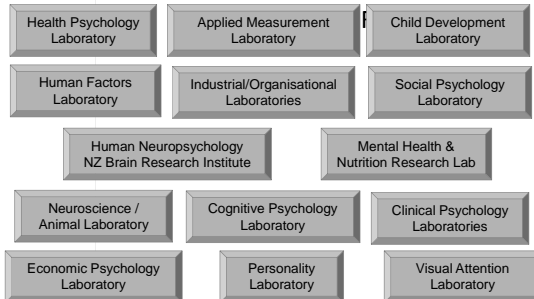 Health Psychology
Laboratory
Applied Measurement
Laboratory
Child Development
Laboratory
Human Factors
Laboratory
Industrial/Organisational
Laboratories
Social Psychology
Laboratory
Human Neuropsychology
NZ Brain Research Institute
Mental Health &
Nutrition Research Lab
Neuroscience /
Animal Laboratory
Cognitive Psychology
Laboratory
Clinical Psychology
Laboratories
Economic Psychology
Laboratory
Personality
Laboratory
Visual Attention
Laboratory